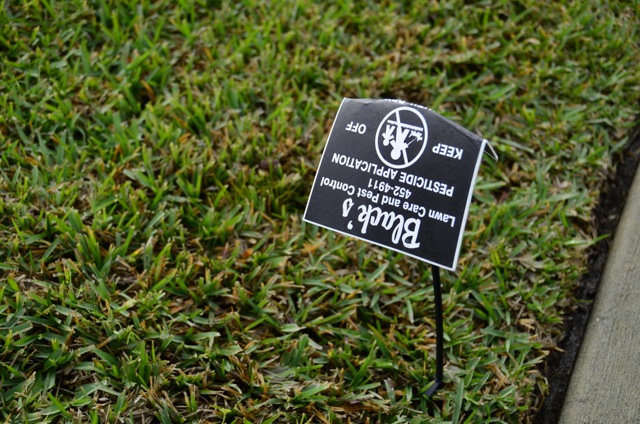 Black's
Lawn Care and Pest Control
452-4911
PESTICIDE APPLICATION
KEEP OFF